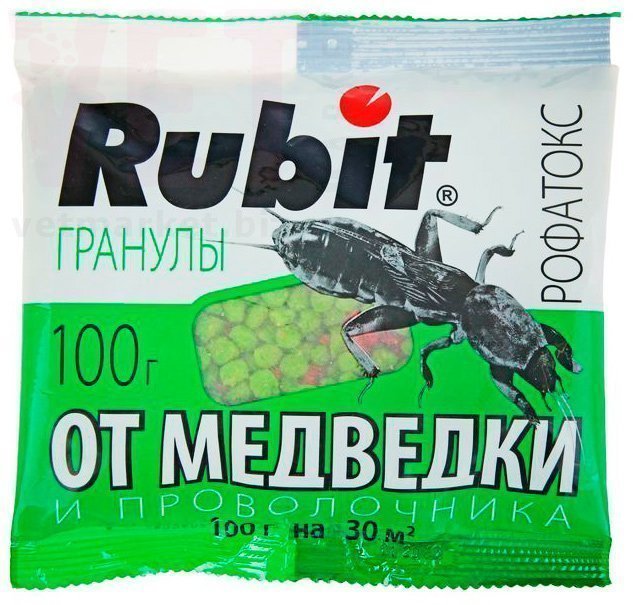 Rubit®
ГРАНУЛЫ
РОФАТОКС
100г
ОТ МЕДВЕДКИ
И ПРОВОЛОЧНИКА
100 г на 30 м²